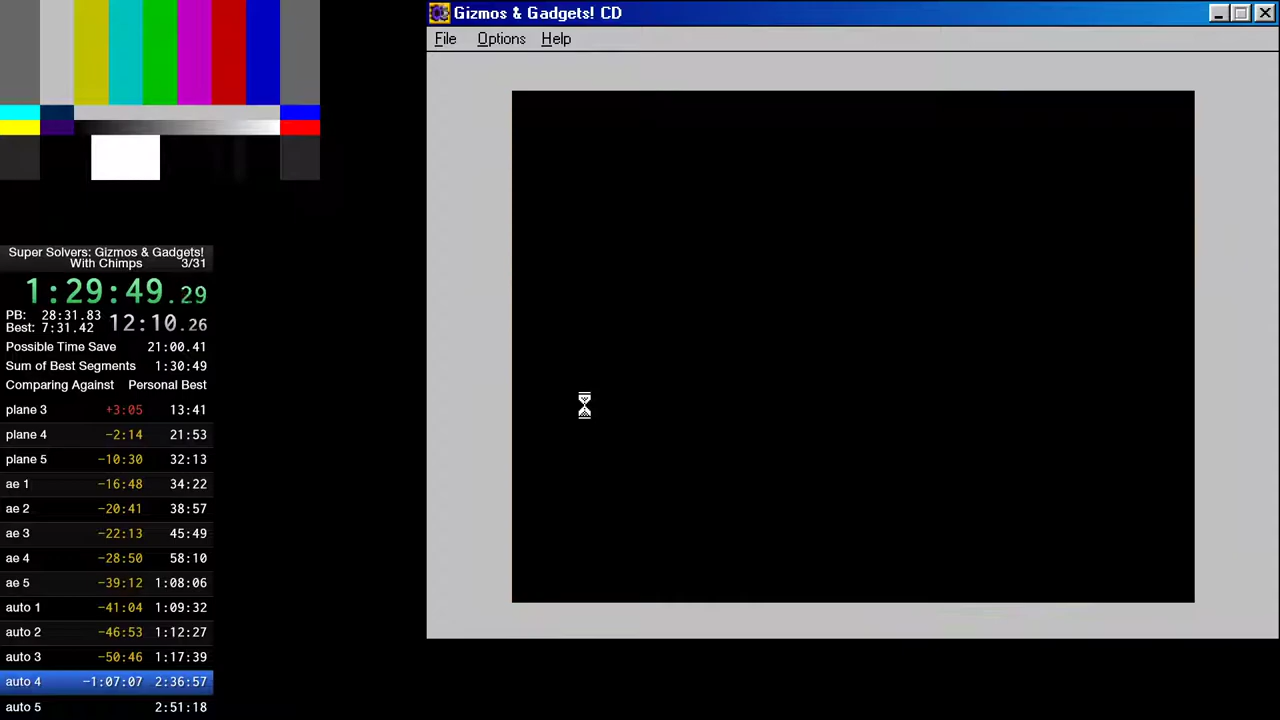 Gizmos & Gadgets! CD
File Options Help
Super Solvers: Gizmos & Gadgets!
With Chimps 3/31
1:29:49.29
PB: 28:31.83
Best: 7:31.42 12:10.26
Possible Time Save 21:00.41
Sum of Best Segments 1:30:49
Comparing Against Personal Best
plane 3 +3:05 13:41
plane 4 -2:14 21:53
plane 5 -10:30 32:13
ae 1 -16:48 34:22
ae 2 -20:41 38:57
ae 3 -22:13 45:49
ae 4 -28:50 58:10
ae 5 -39:12 1:08:06
auto 1 -41:04 1:09:32
auto 2 -46:53 1:12:27
auto 3 -50:46 1:17:39
auto 4 -1:07:07 2:36:57
auto 5 2:51:18